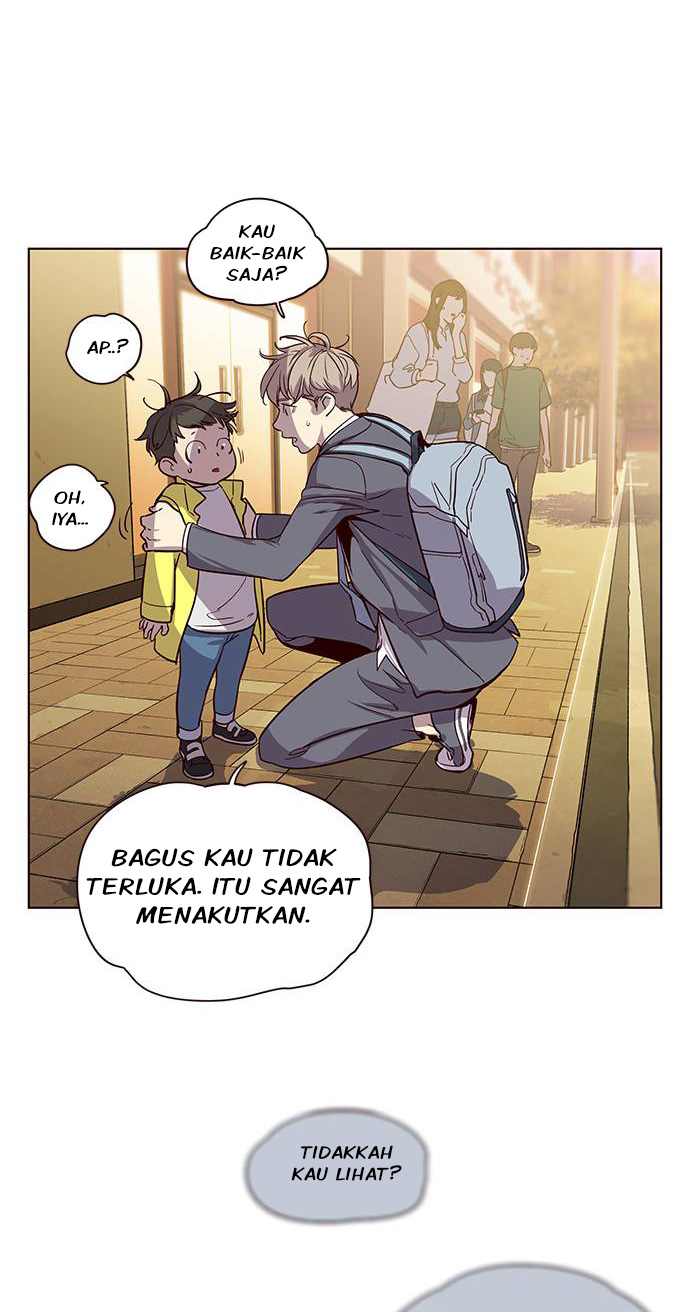 KAU
BAIK-BAIK
SAJA?
AP..?
OH,
IYA...
BAGUS KAU TIDAK
TERLUKA. ITU SANGAT
MENAKUTKAN.
TIDAKKAH
KAU LIHAT?